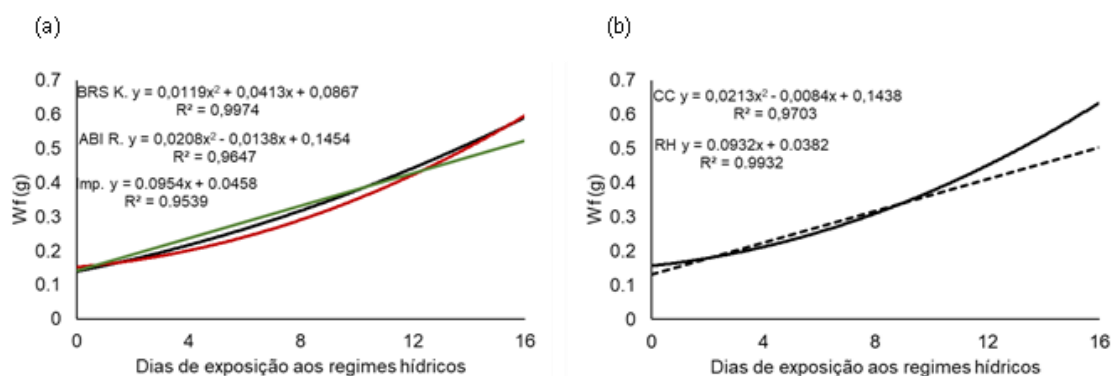 (a)
0.7
0.6
0.5
0.4
0.3
0.2
0.1
0
Wf (g)
BRS K. y = 0,0119x² + 0,0413x + 0,0867
R² = 0,9974
ABI R. y = 0,0208x² - 0,0138x + 0,1454
R² = 0,9647
Imp. y = 0.0954x + 0.0458
R² = 0.9539
0 4 8 12 16
Dias de exposição aos regimes hídricos
(b)
0.7
0.6
0.5
0.4
0.3
0.2
0.1
0
Wf (g)
CC y = 0,0213x² - 0,0084x + 0,1438
R² = 0,9703
RH y = 0.0932x + 0.0382
R² = 0.9932
0 4 8 12 16
Dias de exposição aos regimes hídricos